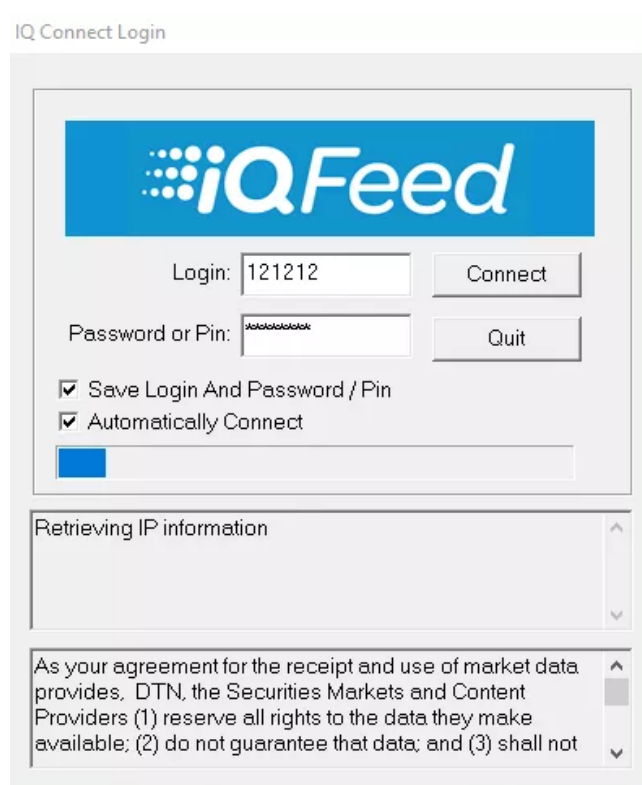 IQ Connect Login
iQFeed
Login: 121212 Connect
Password or Pin: ********** Quit
Save Login And Password / Pin
Automatically Connect
Retrieving IP information
As your agreement for the receipt and use of market data
provides, DTN, the Securities Markets and Content
Providers (1) reserve all rights to the data they make
available; (2) do not guarantee that data; and (3) shall not